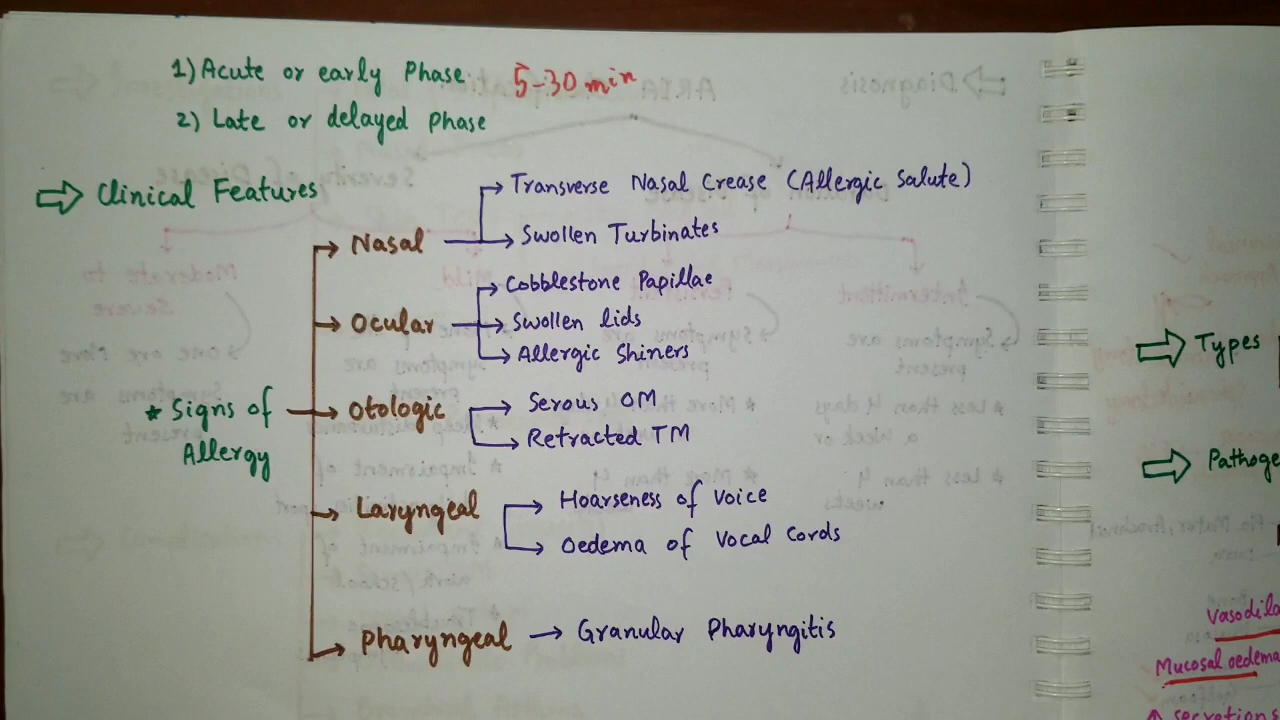 1) Acute or early Phase 5-30 min
2) Late or delayed Phase
Clinical Features
Transverse Nasal Crease (Allergic Salute)
Nasal
Swollen Turbinates
Cobblestone Papillae
Ocular
Swollen lids
Allergic Shiners
* Signs of Allergy
Otologic
Serous OM
Retracted TM
Laryngeal
Hoarseness of voice
Oedema of vocal cords
Pharyngeal → Granular Pharyngitis
Types
Mucosal oedema